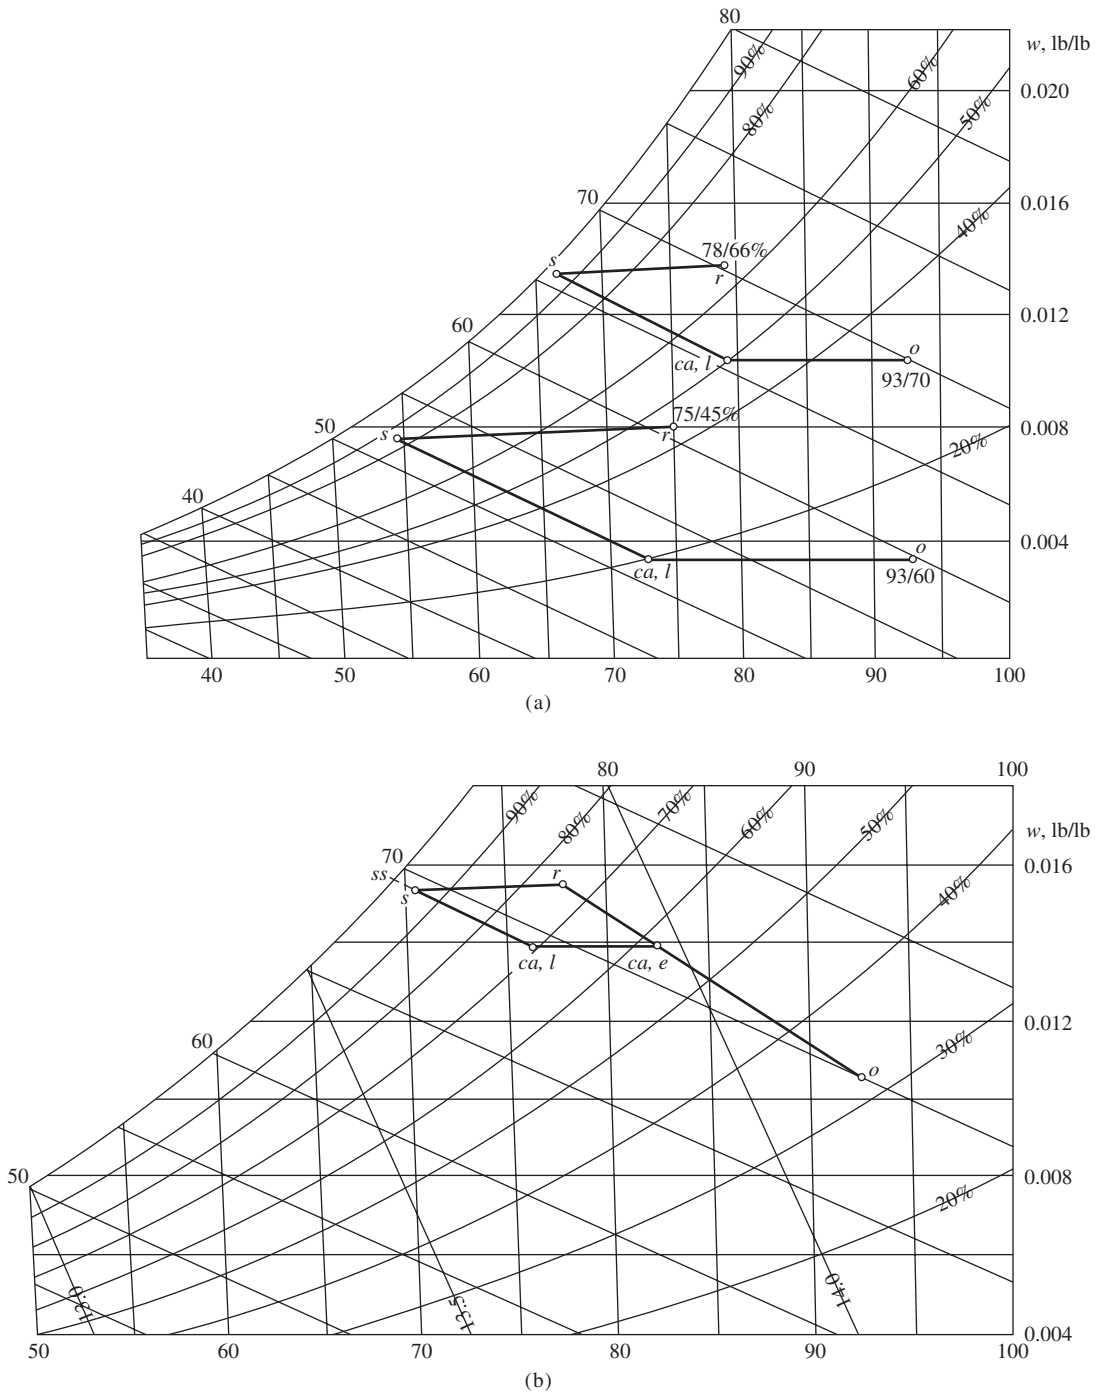 80
w, lb/lb
90%
60%
0.020
80%
50%
70
0.016
40%
s
78/66%
r
0.012
60
ca, l
o
93/70
75/45%
50
s
r
0.008
20%
40
0.004
o
ca, l
93/60
40 50 60 70 80 90 100
(a)
80 90 100
90%
80%
70%
60%
50%
w, lb/lb
70
0.016
ss
s
r
40%
ca, l
ca, e
0.012
60
30%
o
50
0.008
20%
13.0
13.5
14.0
0.004
50 60 70 80 90 100
(b)